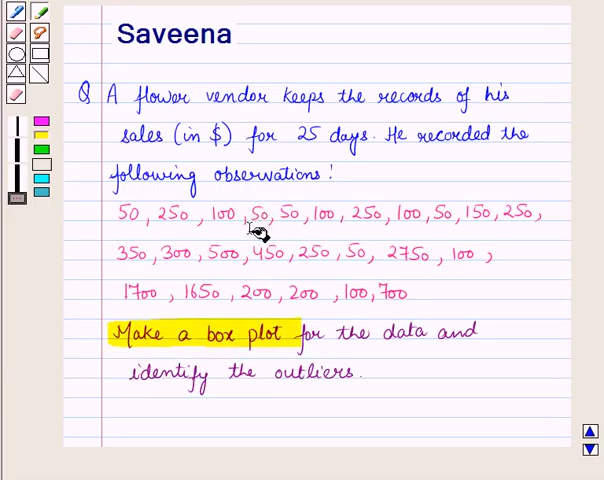 Saveena
Q A flower vendor keeps the records of his
sales (in $) for 25 days. He recorded the
following observations!
50, 250, 100, 50, 50, 100, 250, 100, 50, 150, 250,
350, 300, 500, 450, 250, 50, 2750, 100,
1700, 1650, 200, 200, 100, 700
Make a box plot for the data and
identify the outliers.